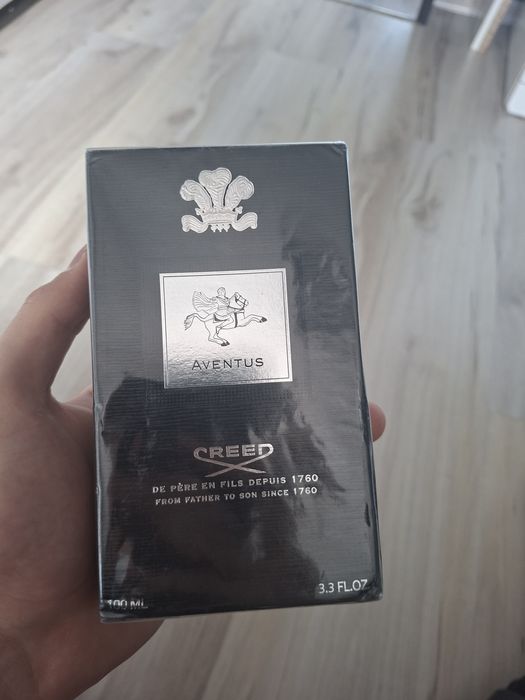 AVENTUS
CREED
DE PÈRE EN FILS DEPUIS 1760
FROM FATHER TO SON SINCE 1760
100 ML
3.3 FL.OZ